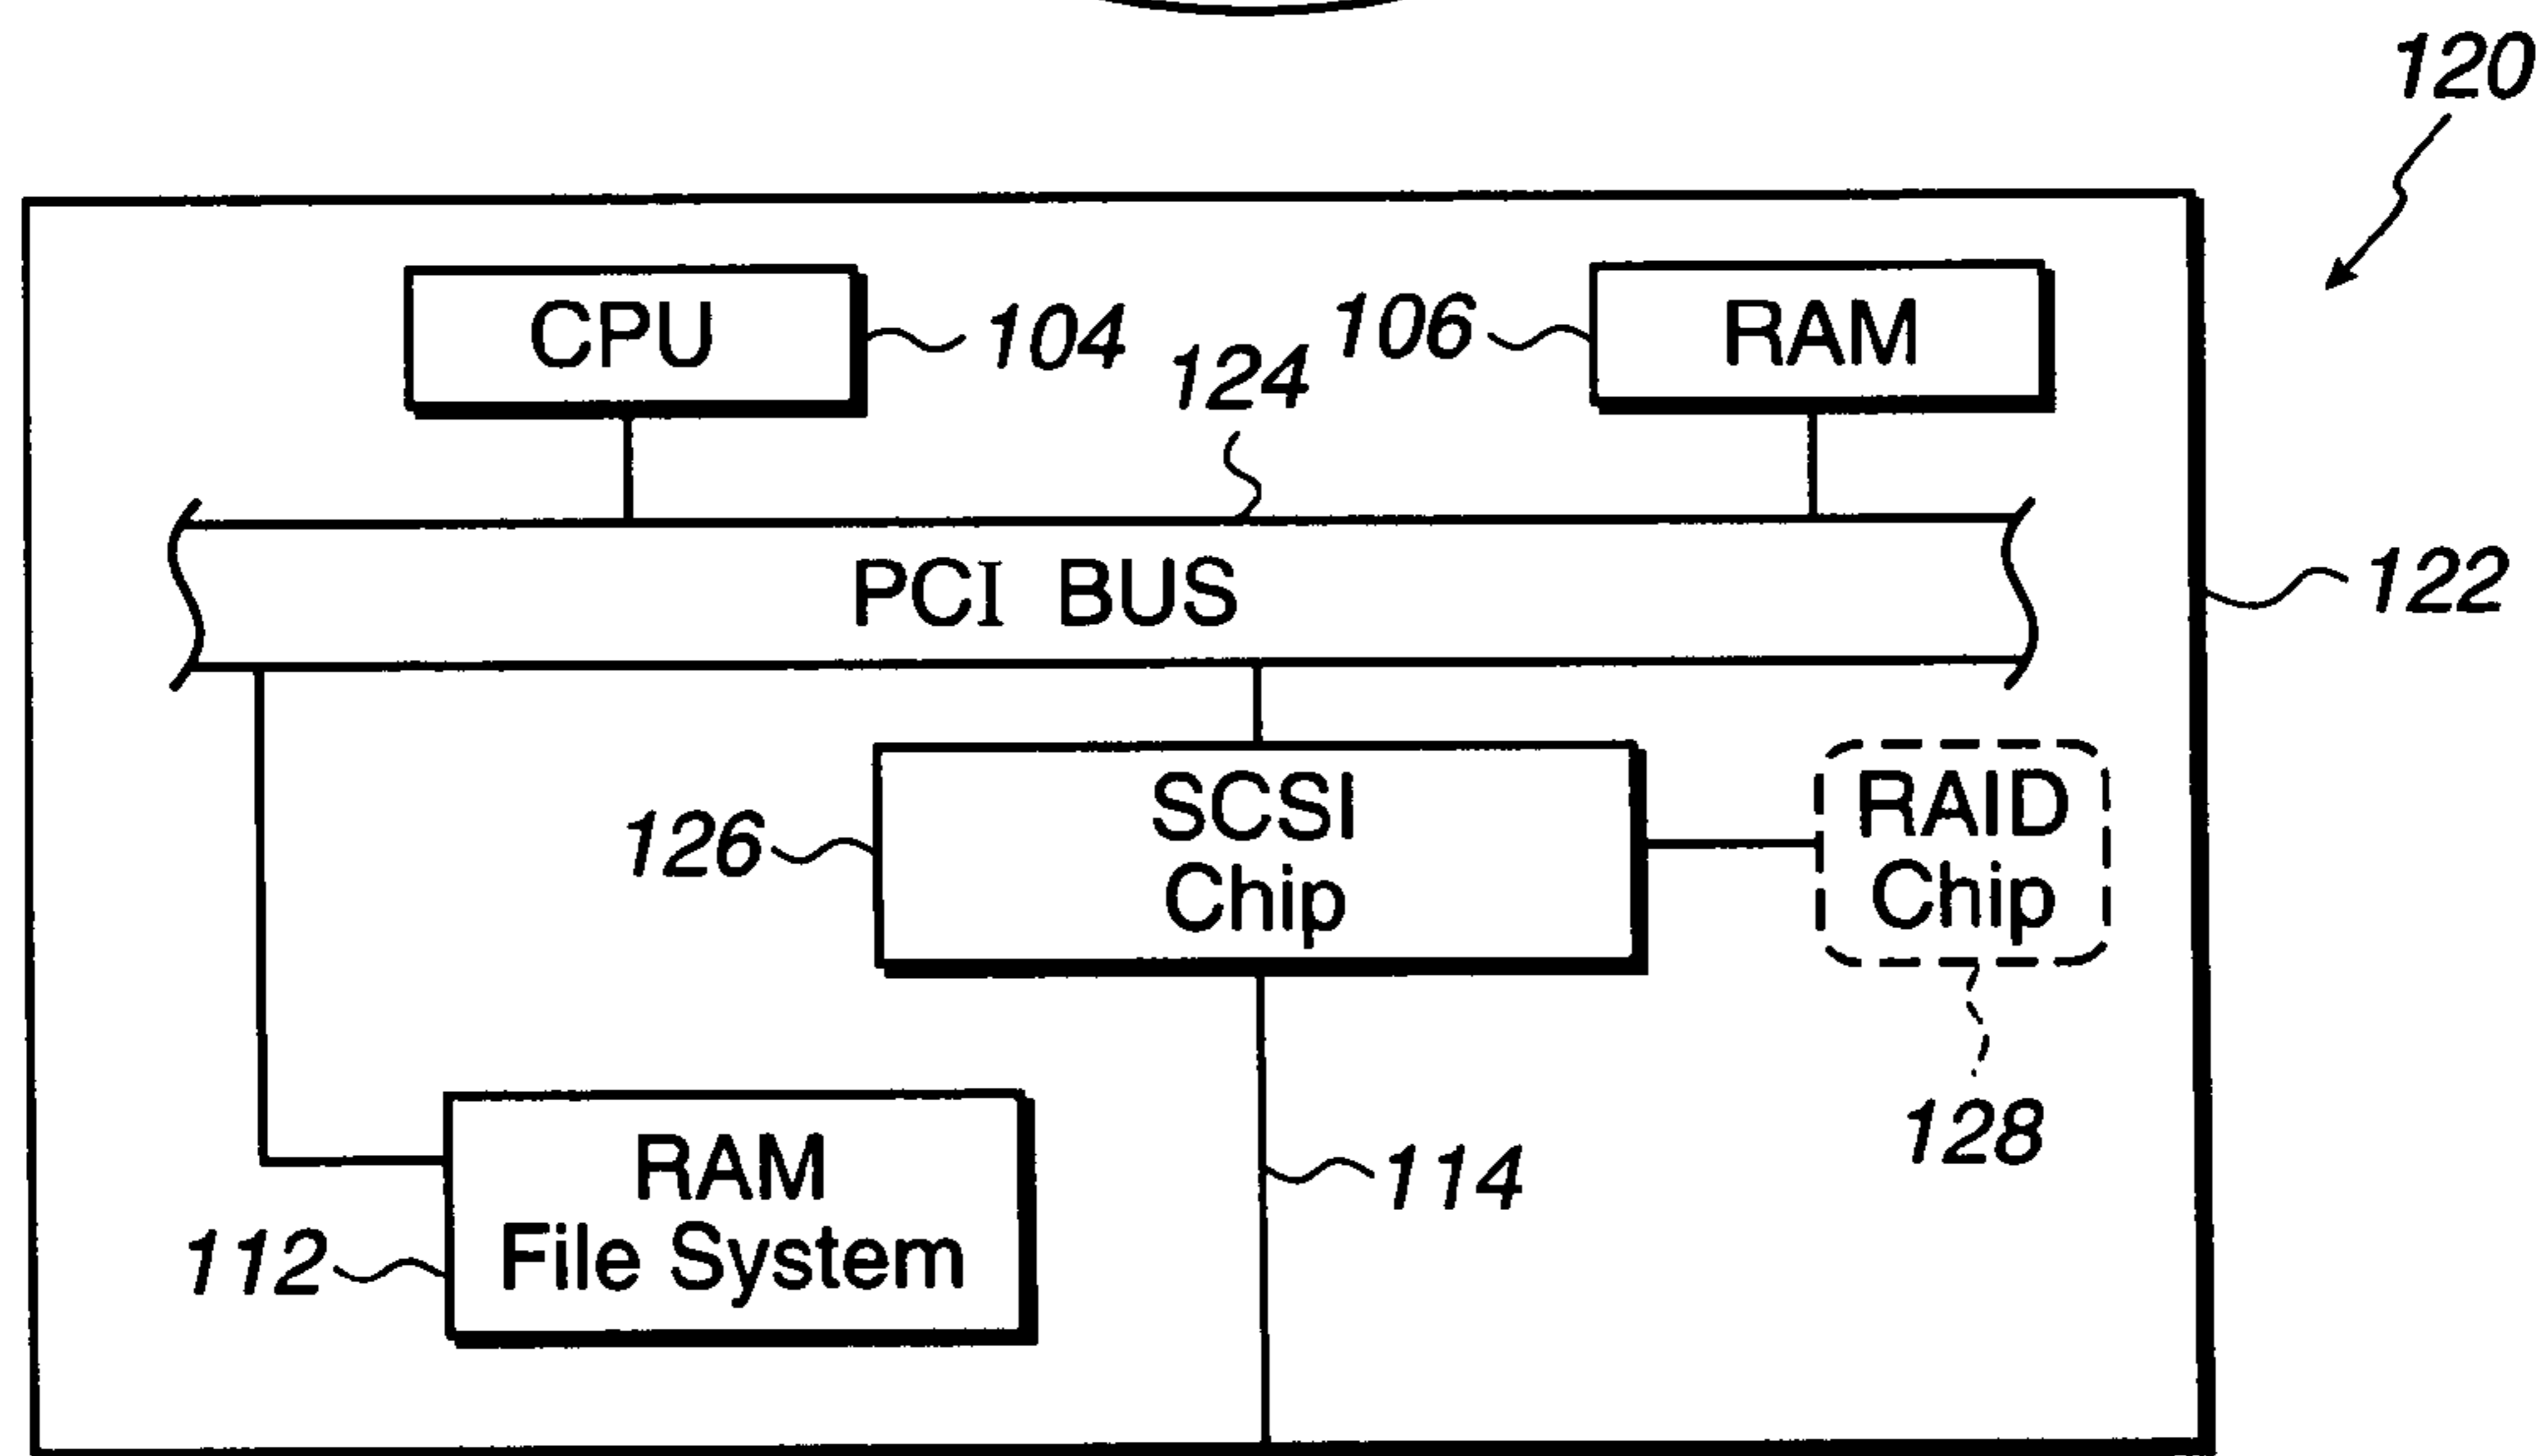 120
CPU
104
106
RAM
124
PCI BUS
122
SCSI
Chip
126
RAID
Chip
128
RAM
File System
112
114